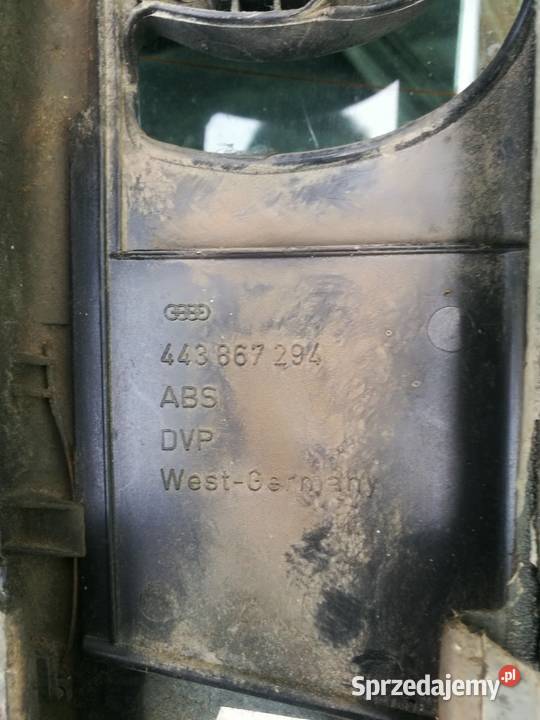 443 867 294
ABS
DVP
West-Germany
Sprzedajemy.pl